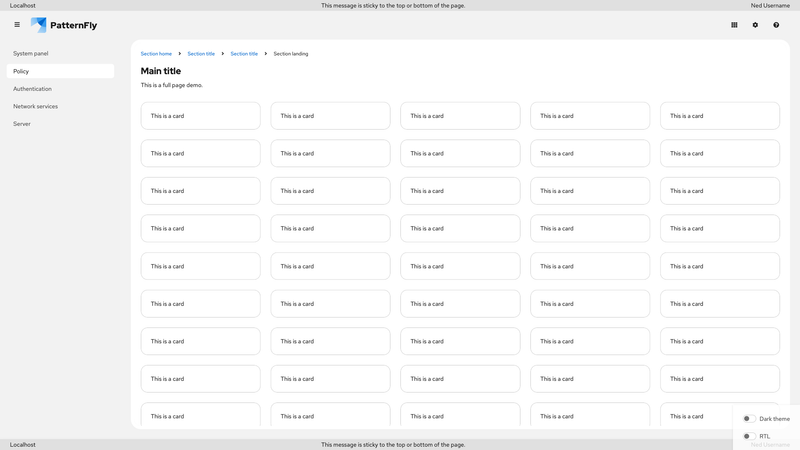 Localhost This message is sticky to the top or bottom of the page. Ned Username
PatternFly
System panel
Policy
Authentication
Network services
Server
Section home Section title Section title Section landing
Main title
This is a full page demo.
This is a card This is a card This is a card This is a card This is a card
This is a card This is a card This is a card This is a card This is a card
This is a card This is a card This is a card This is a card This is a card
This is a card This is a card This is a card This is a card This is a card
This is a card This is a card This is a card This is a card This is a card
This is a card This is a card This is a card This is a card This is a card
This is a card This is a card This is a card This is a card This is a card
This is a card This is a card This is a card This is a card This is a card
This is a card This is a card This is a card This is a card This is a card
Dark theme
RTL
Localhost This message is sticky to the top or bottom of the page. Ned Username